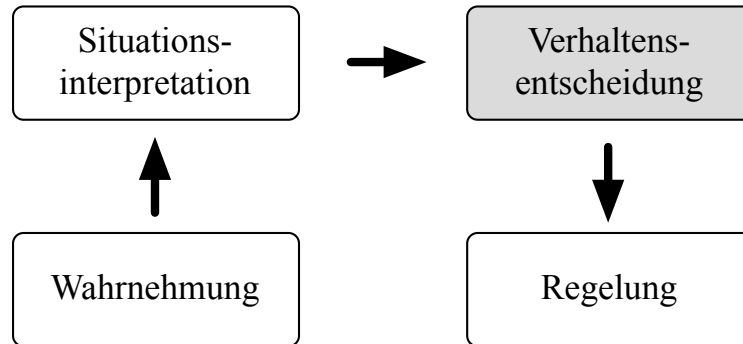 Situations-
interpretation
Verhaltens-
entscheidung
Wahrnehmung
Regelung